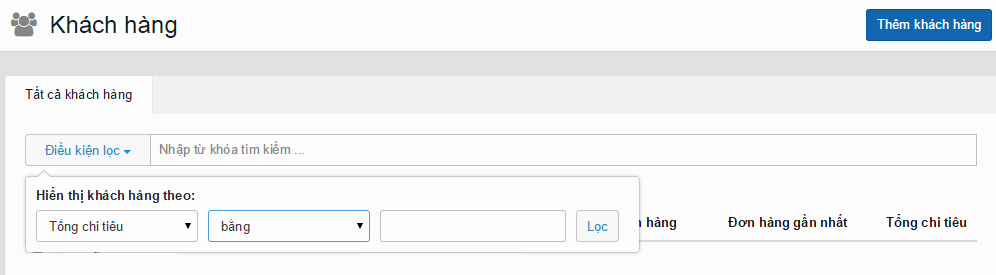 Khách hàng
Thêm khách hàng
Tất cả khách hàng
Điều kiện lọc
Nhập từ khóa tìm kiếm ...
Hiển thị khách hàng theo:
Tổng chi tiêu
bằng
Lọc
hàng
Đơn hàng gần nhất
Tổng chi tiêu